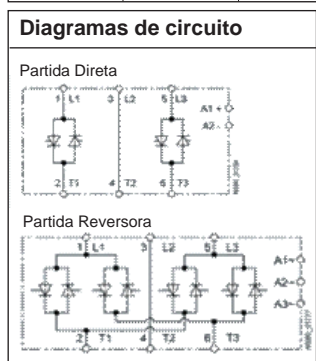 Diagramas de circuito
Partida Direta
1 L1 3 L2 5 L3
A1 +
A2 -
2 T1 4 T2 6 T3
Partida Reversora
1 L1 3 L2 5 L3
A1
A2
A3
2 T1 4 T2 6 T3